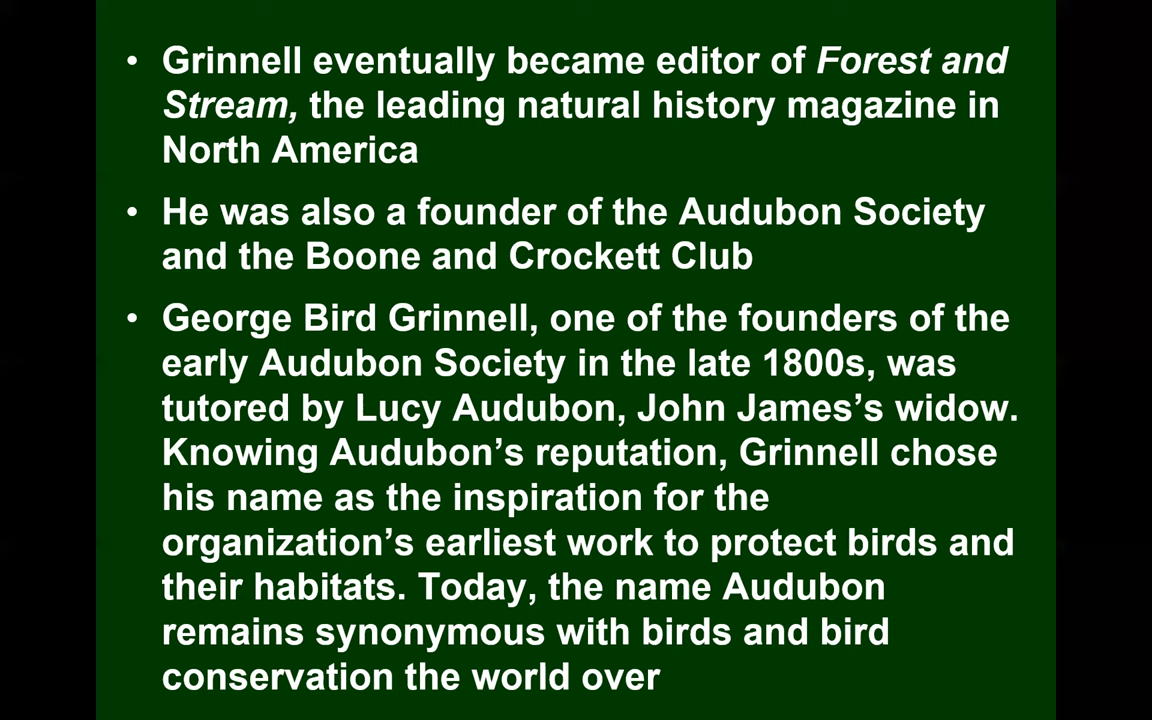 • Grinnell eventually became editor of Forest and
Stream, the leading natural history magazine in
North America
• He was also a founder of the Audubon Society
and the Boone and Crockett Club
• George Bird Grinnell, one of the founders of the
early Audubon Society in the late 1800s, was
tutored by Lucy Audubon, John James’s widow.
Knowing Audubon’s reputation, Grinnell chose
his name as the inspiration for the
organization’s earliest work to protect birds and
their habitats. Today, the name Audubon
remains synonymous with birds and bird
conservation the world over